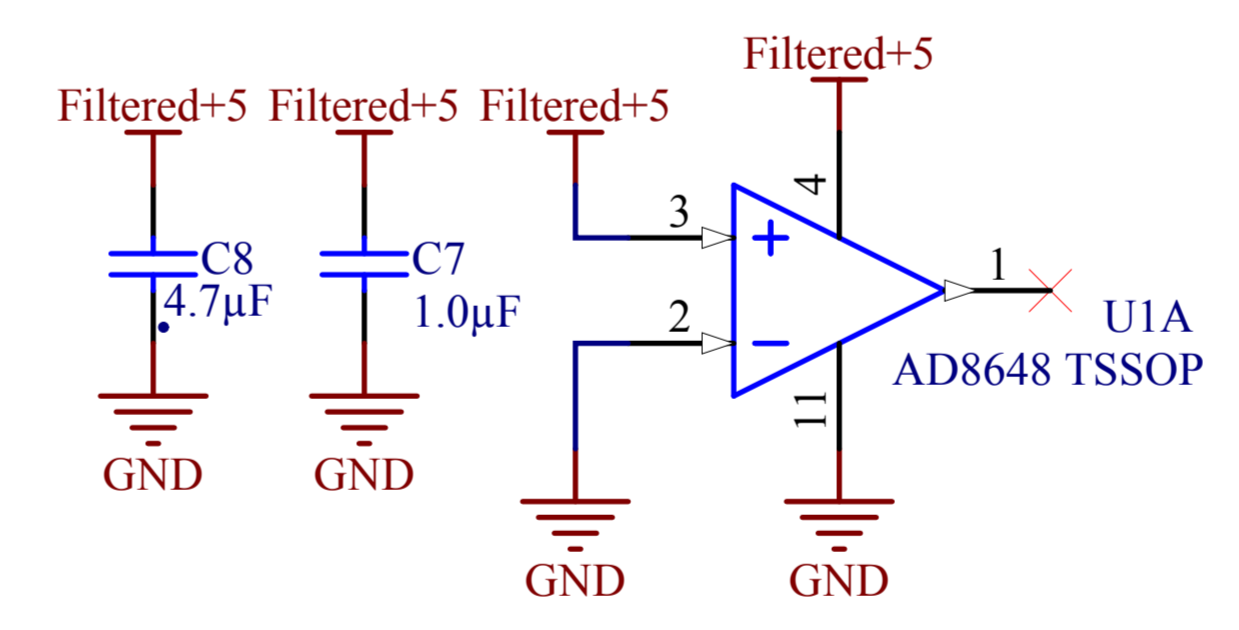 Filtered+5
Filtered+5 Filtered+5 Filtered+5
4
3
C8 C7
1
4.7µF 1.0µF
2
U1A
AD8648 TSSOP
11
GND GND
GND GND